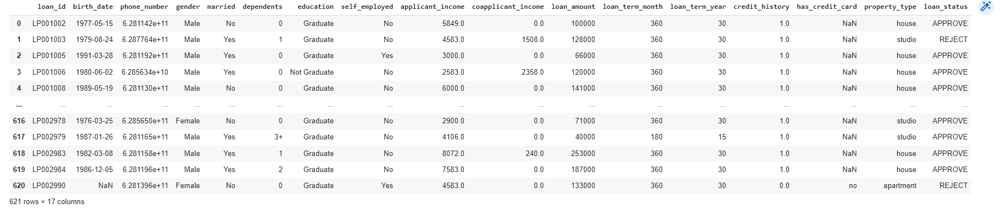 loan_id birth_date phone_number gender married dependents education self_employed applicant_income coapplicant_income loan_amount loan_term_month loan_term_year credit_history has_credit_card property_type loan_status
0 LP001002 1977-05-15 6.281142e+11 Male No 0 Graduate No 5849.0 0.0 100000 360 30 1.0 NaN house APPROVE
1 LP001003 1979-08-24 6.287764e+11 Male Yes 1 Graduate No 4583.0 1508.0 128000 360 30 1.0 NaN studio REJECT
2 LP001005 1991-03-28 6.281192e+11 Male Yes 0 Graduate Yes 3000.0 0.0 66000 360 30 1.0 NaN house APPROVE
3 LP001006 1980-06-02 6.285634e+10 Male Yes 0 Not Graduate No 2583.0 2358.0 120000 360 30 1.0 NaN house APPROVE
4 LP001008 1989-05-19 6.281130e+11 Male No 0 Graduate No 6000.0 0.0 141000 360 30 1.0 NaN house APPROVE
... ... ... ... ... ... ... ... ... ... ... ... ... ... ... ... ... ...
616 LP002978 1976-03-25 6.285650e+11 Female No 0 Graduate No 2900.0 0.0 71000 360 30 1.0 NaN studio APPROVE
617 LP002979 1987-01-26 6.281165e+11 Male Yes 3+ Graduate No 4106.0 0.0 40000 180 15 1.0 NaN studio APPROVE
618 LP002983 1982-03-08 6.281158e+11 Male Yes 1 Graduate No 8072.0 240.0 253000 360 30 1.0 NaN house APPROVE
619 LP002984 1986-12-05 6.281196e+11 Male Yes 2 Graduate No 7583.0 0.0 187000 360 30 1.0 NaN house APPROVE
620 LP002990 NaN 6.281396e+11 Female No 0 Graduate Yes 4583.0 0.0 133000 360 30 0.0 no apartment REJECT
621 rows × 17 columns